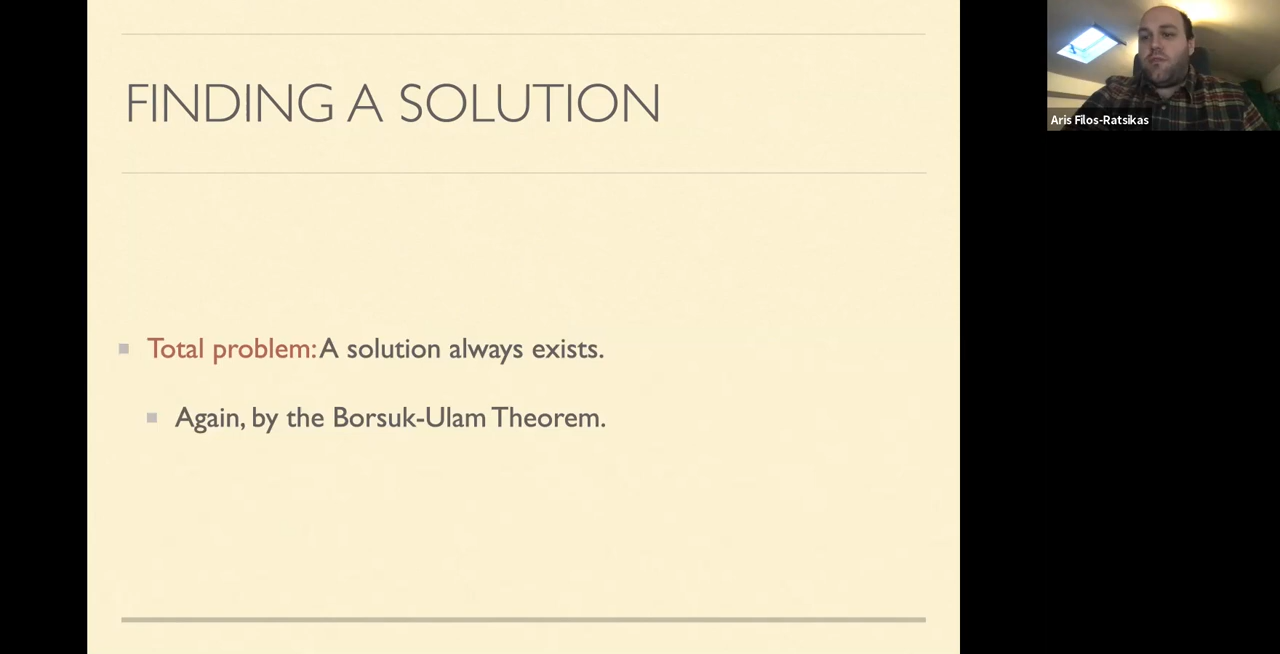 FINDING A SOLUTION
Aris Filos-Ratsikas
Total problem: A solution always exists.
Again, by the Borsuk-Ulam Theorem.